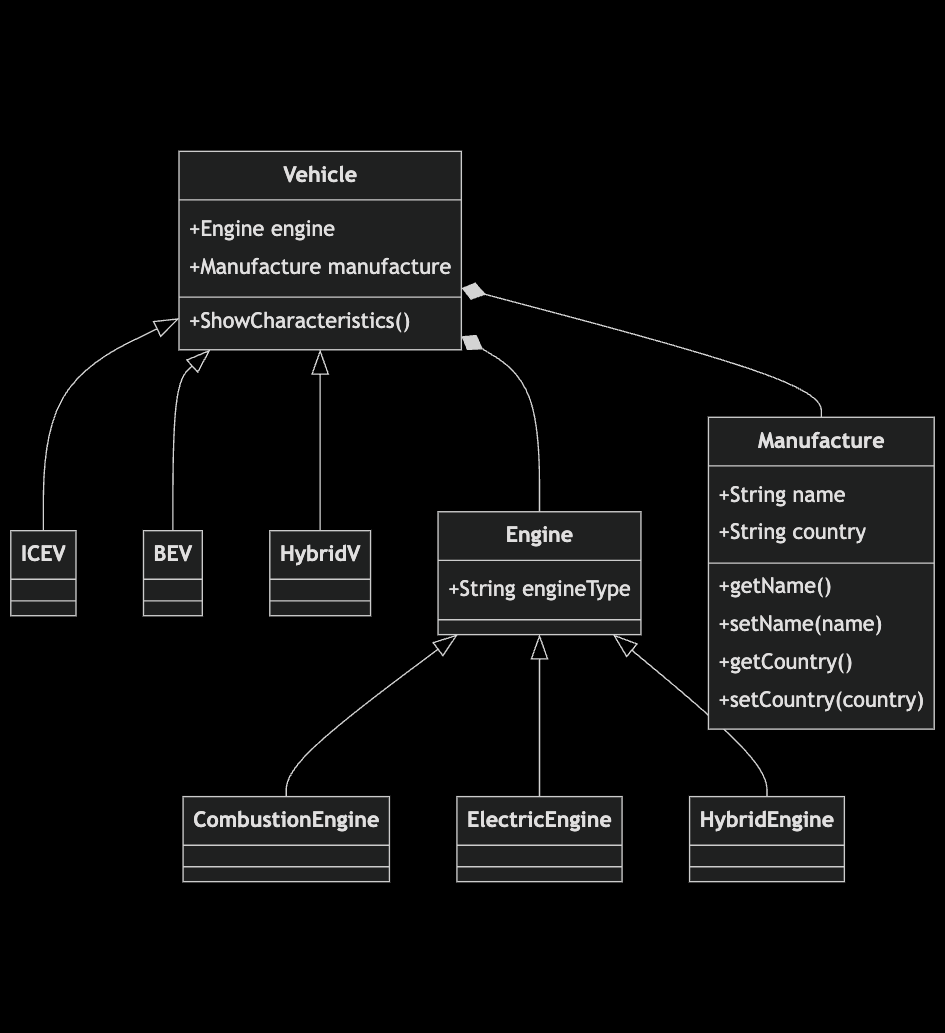 Vehicle
+Engine engine
+Manufacture manufacture
+ShowCharacteristics()
Manufacture
+String name
+String country
+getName()
+setName(name)
+getCountry()
+setCountry(country)
ICEV
BEV
HybridV
Engine
+String engineType
CombustionEngine
ElectricEngine
HybridEngine